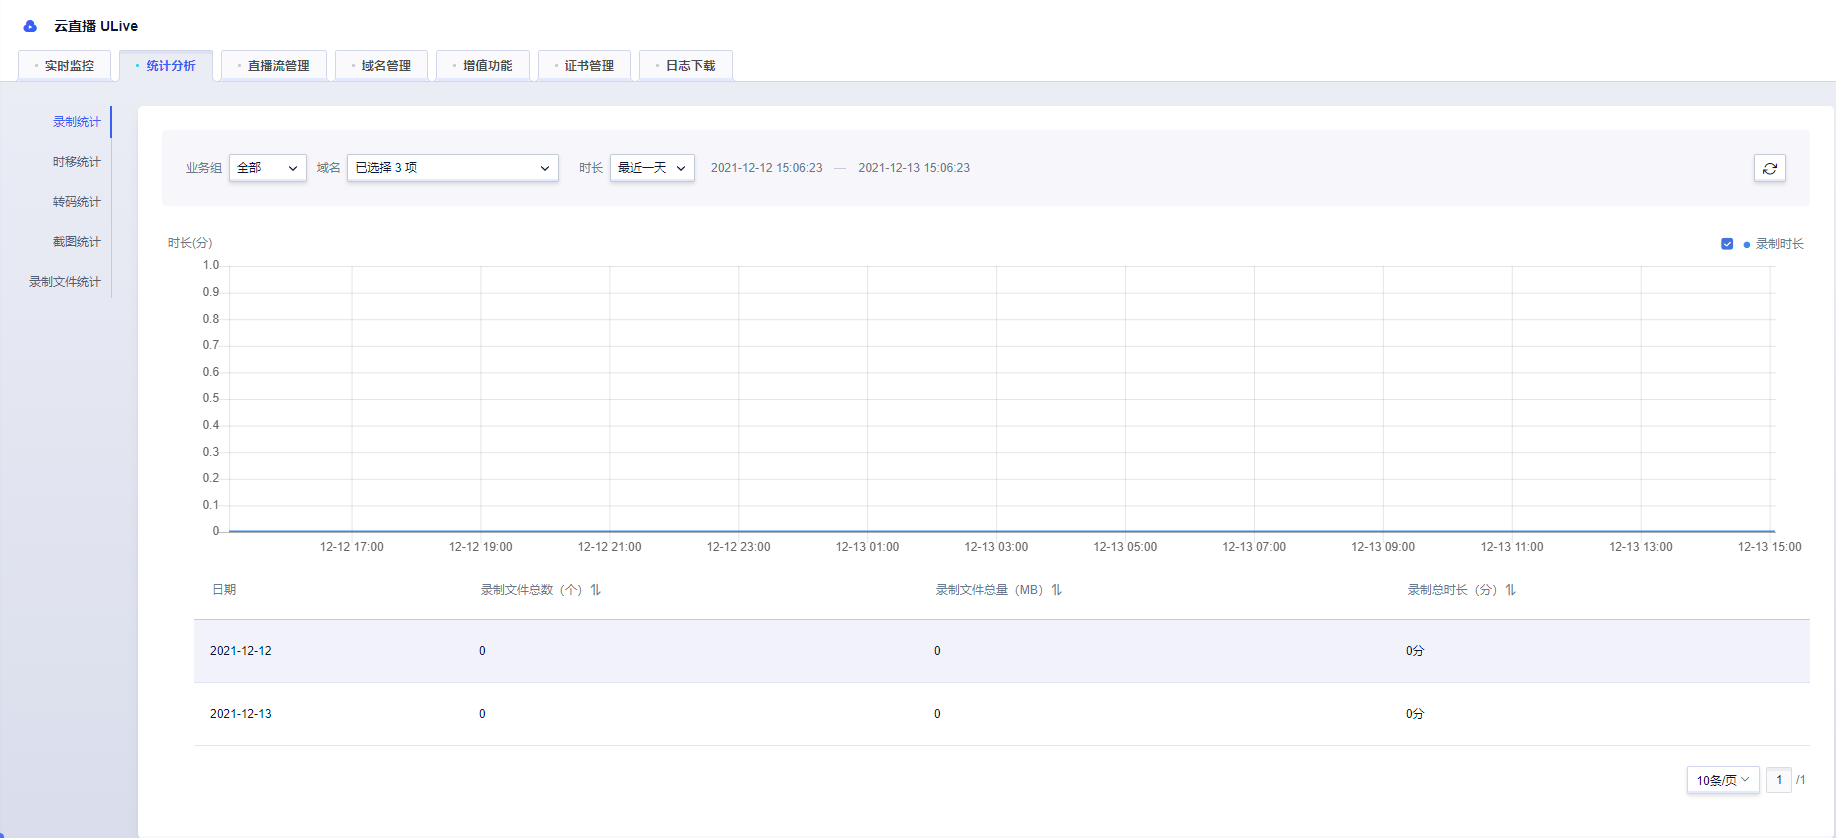 云直播 ULive
实时监控 统计分析 直播流管理 域名管理 增值功能 证书管理 日志下载
录制统计
时移统计
转码统计
截图统计
录制文件统计
业务组 全部 域名 已选择 3 项 时长 最近一天 2021-12-12 15:06:23 — 2021-12-13 15:06:23
时长(分) 录制时长
1.0
0.9
0.8
0.7
0.6
0.5
0.4
0.3
0.2
0.1
0
12-12 17:00 12-12 19:00 12-12 21:00 12-12 23:00 12-13 01:00 12-13 03:00 12-13 05:00 12-13 07:00 12-13 09:00 12-13 11:00 12-13 13:00 12-13 15:00
日期 录制文件总数（个） 录制文件总量（MB） 录制总时长（分）
2021-12-12 0 0 0分
2021-12-13 0 0 0分
10条/页 1 /1